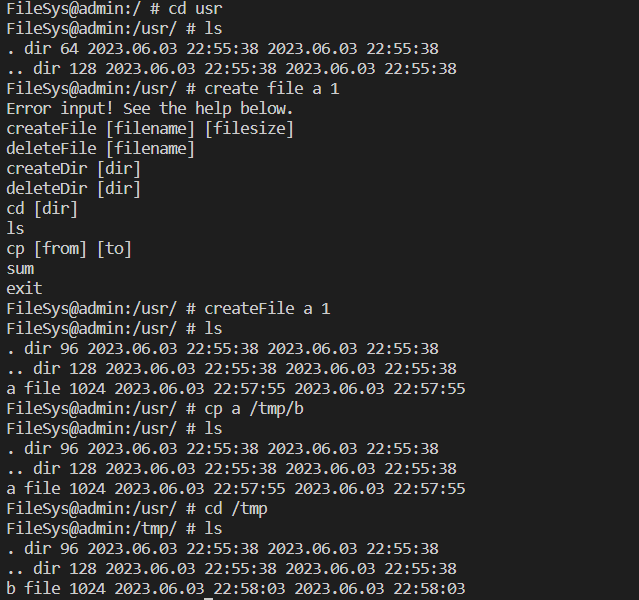 FileSys@admin:/ # cd usr
FileSys@admin:/usr/ # ls
. dir 64 2023.06.03 22:55:38 2023.06.03 22:55:38
.. dir 128 2023.06.03 22:55:38 2023.06.03 22:55:38
FileSys@admin:/usr/ # create file a 1
Error input! See the help below.
createFile [filename] [filesize]
deleteFile [filename]
createDir [dir]
deleteDir [dir]
cd [dir]
ls
cp [from] [to]
sum
exit
FileSys@admin:/usr/ # createFile a 1
FileSys@admin:/usr/ # ls
. dir 96 2023.06.03 22:55:38 2023.06.03 22:55:38
.. dir 128 2023.06.03 22:55:38 2023.06.03 22:55:38
a file 1024 2023.06.03 22:57:55 2023.06.03 22:57:55
FileSys@admin:/usr/ # cp a /tmp/b
FileSys@admin:/usr/ # ls
. dir 96 2023.06.03 22:55:38 2023.06.03 22:55:38
.. dir 128 2023.06.03 22:55:38 2023.06.03 22:55:38
a file 1024 2023.06.03 22:57:55 2023.06.03 22:57:55
FileSys@admin:/usr/ # cd /tmp
FileSys@admin:/tmp/ # ls
. dir 96 2023.06.03 22:55:38 2023.06.03 22:55:38
.. dir 128 2023.06.03 22:55:38 2023.06.03 22:55:38
b file 1024 2023.06.03 22:58:03 2023.06.03 22:58:03